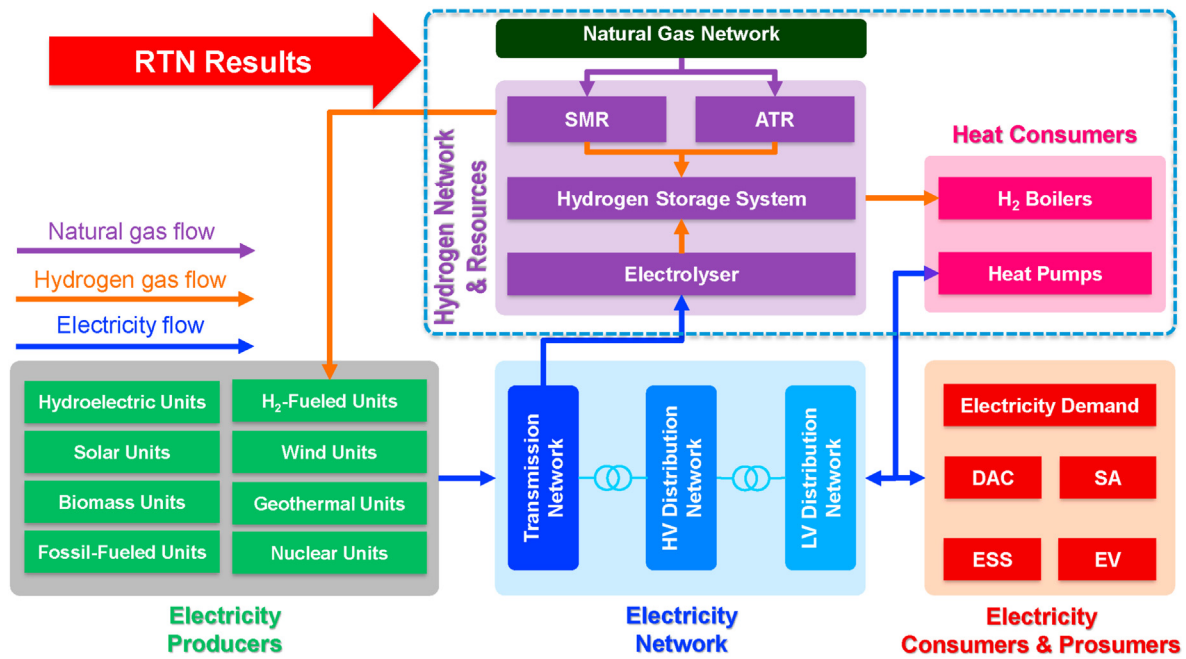 RTN Results
Natural Gas Network
SMR
ATR
Hydrogen Storage System
Electrolyser
Hydrogen Network
& Resources
Heat Consumers
H₂ Boilers
Heat Pumps
Natural gas flow
Hydrogen gas flow
Electricity flow
Hydroelectric Units
H₂-Fueled Units
Solar Units
Wind Units
Biomass Units
Geothermal Units
Fossil-Fueled Units
Nuclear Units
Electricity
Producers
Transmission
Network
HV Distribution
Network
LV Distribution
Network
Electricity
Network
Electricity Demand
DAC
SA
ESS
EV
Electricity
Consumers & Prosumers